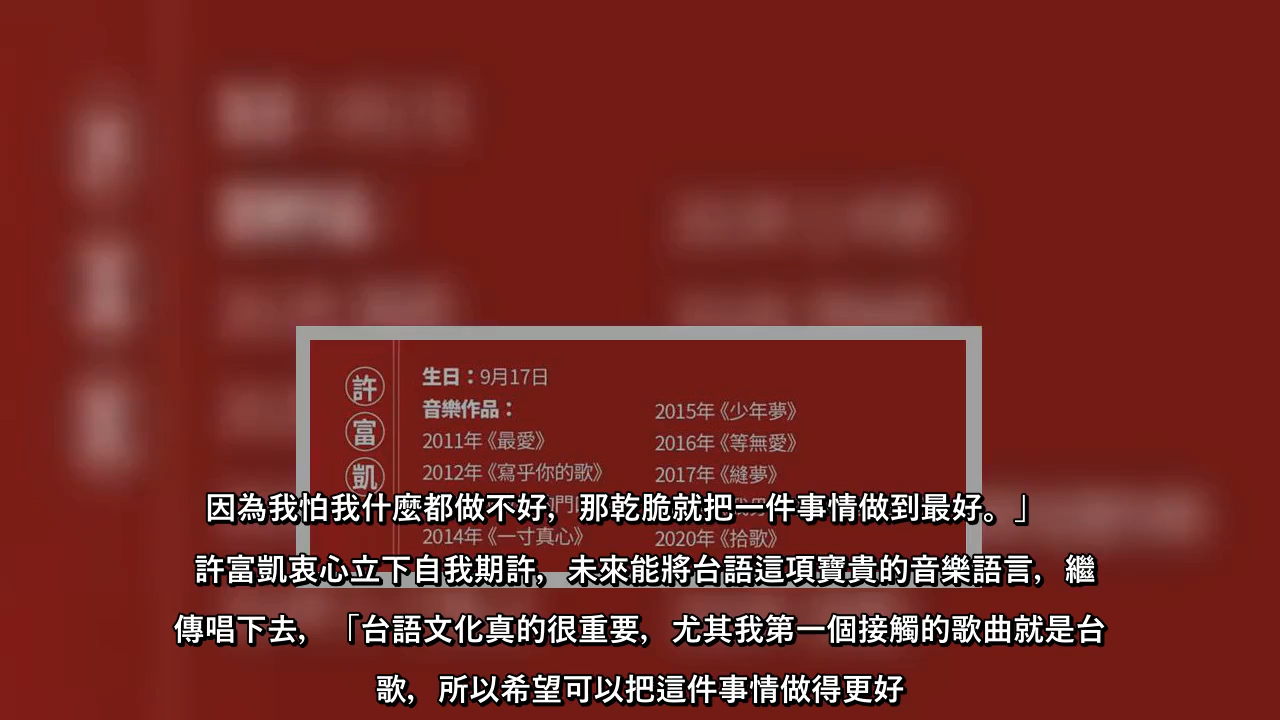 許富凱
生日：9月17日
音樂作品：
2011年《最愛》
2012年《寫乎你的歌》
2014年《一寸真心》
2015年《少年夢》
2016年《等無愛》
2017年《縫夢》
2020年《拾歌》
因為我怕我什麼都做不好，那乾脆就把一件事情做到最好。」
許富凱衷心立下自我期許，未來能將台語這項寶貴的音樂語言，繼
傳唱下去，「台語文化真的很重要，尤其我第一個接觸的歌曲就是台
歌，所以希望可以把這件事情做得更好